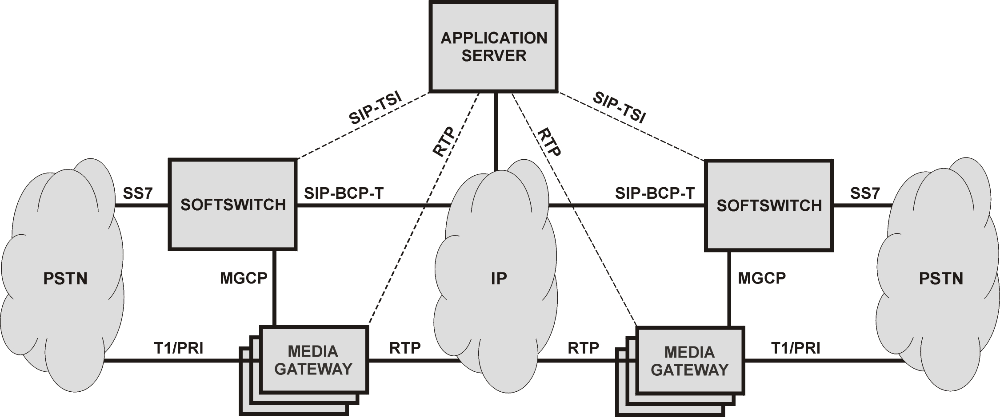 APPLICATION
SERVER
SIP-TSI
SIP-TSI
RTP
RTP
SS7
SOFTSWITCH
SIP-BCP-T
SIP-BCP-T
SOFTSWITCH
SS7
PSTN
MGCP
IP
MGCP
PSTN
T1/PRI
MEDIA
GATEWAY
RTP
RTP
MEDIA
GATEWAY
T1/PRI